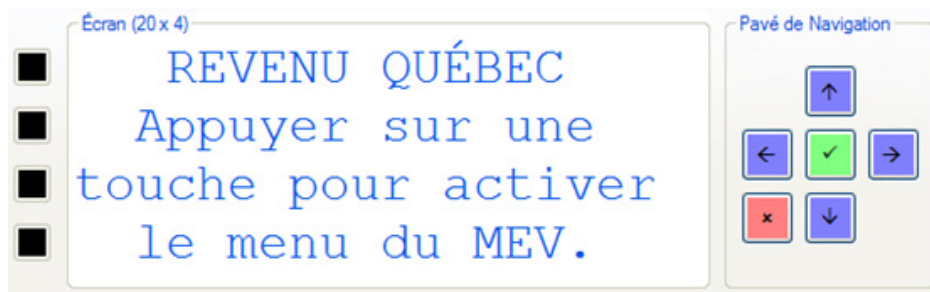 Écran (20 x 4)
REVENU QUÉBEC
Appuyer sur une
touche pour activer
le menu du MEV.
Pavé de Navigation